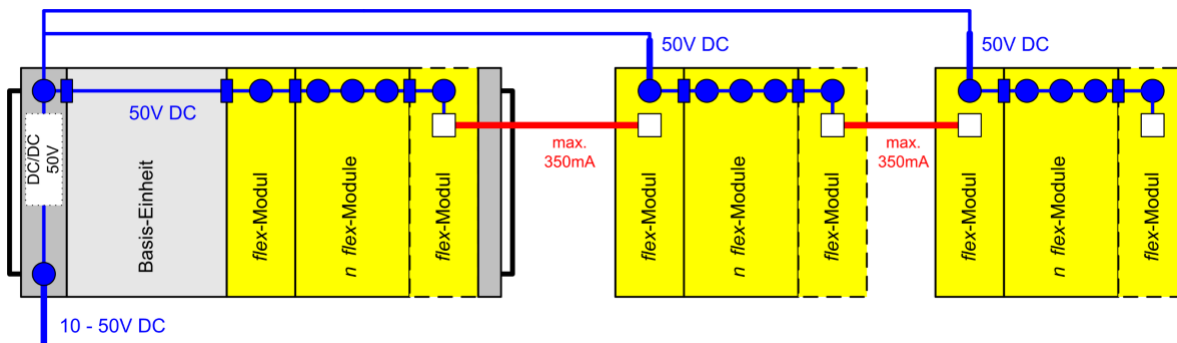 50V DC
50V DC
50V DC
DC/DC
50V
Basis-Einheit
flex-Modul
n flex-Module
flex-Modul
max.
350mA
flex-Modul
n flex-Module
flex-Modul
max.
350mA
flex-Modul
n flex-Module
flex-Modul
10 - 50V DC